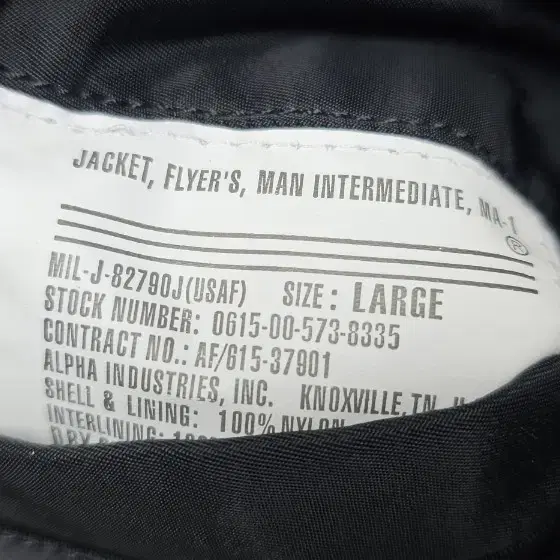 JACKET, FLYER'S, MAN INTERMEDIATE, MA-1
MIL-J-82790J(USAF) SIZE: LARGE
STOCK NUMBER: 0615-00-573-8335
CONTRACT NO.: AF/615-37901
ALPHA INDUSTRIES, INC. KNOXVILLE, TN,
SHELL & LINING: 100% NYLON
INTERLINING: